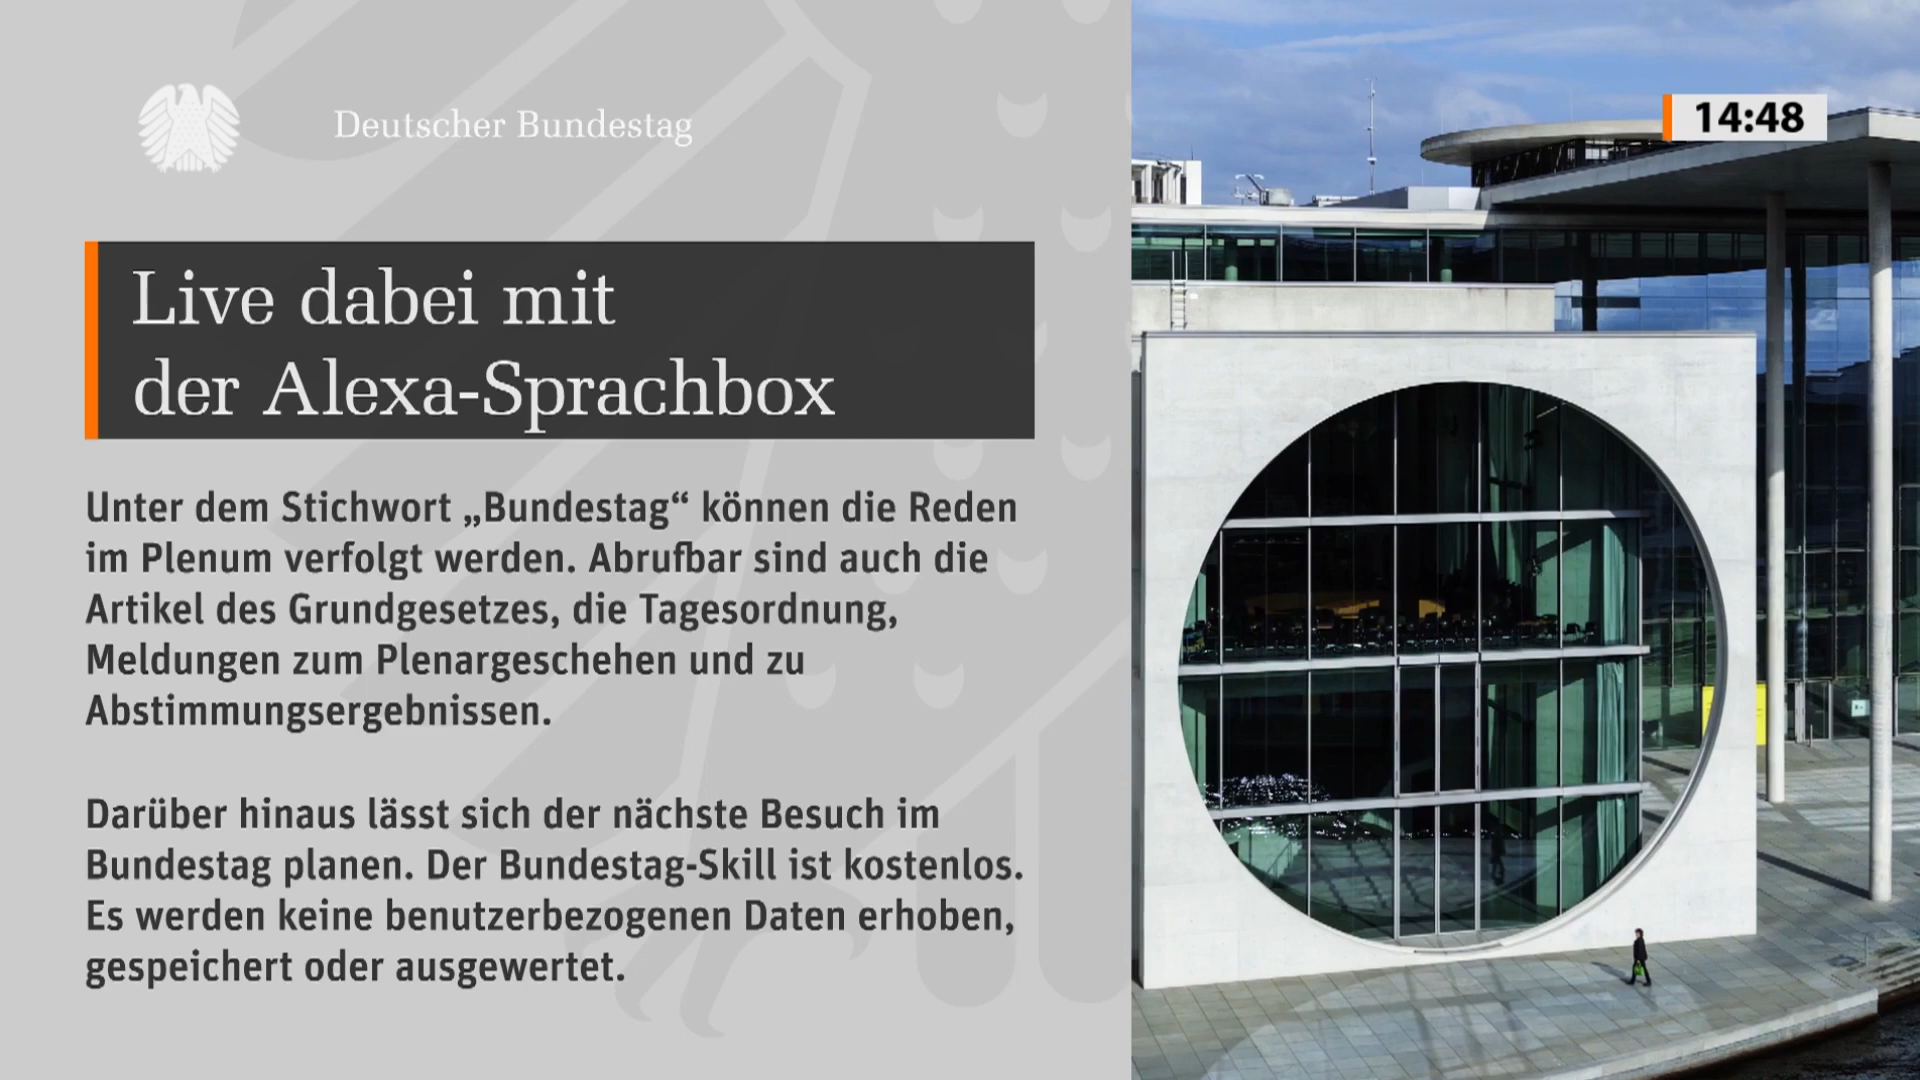 Deutscher Bundestag
14:48
Live dabei mit
der Alexa-Sprachbox
Unter dem Stichwort „Bundestag“ können die Reden
im Plenum verfolgt werden. Abrufbar sind auch die
Artikel des Grundgesetzes, die Tagesordnung,
Meldungen zum Plenargeschehen und zu
Abstimmungsergebnissen.
Darüber hinaus lässt sich der nächste Besuch im
Bundestag planen. Der Bundestag-Skill ist kostenlos.
Es werden keine benutzerbezogenen Daten erhoben,
gespeichert oder ausgewertet.